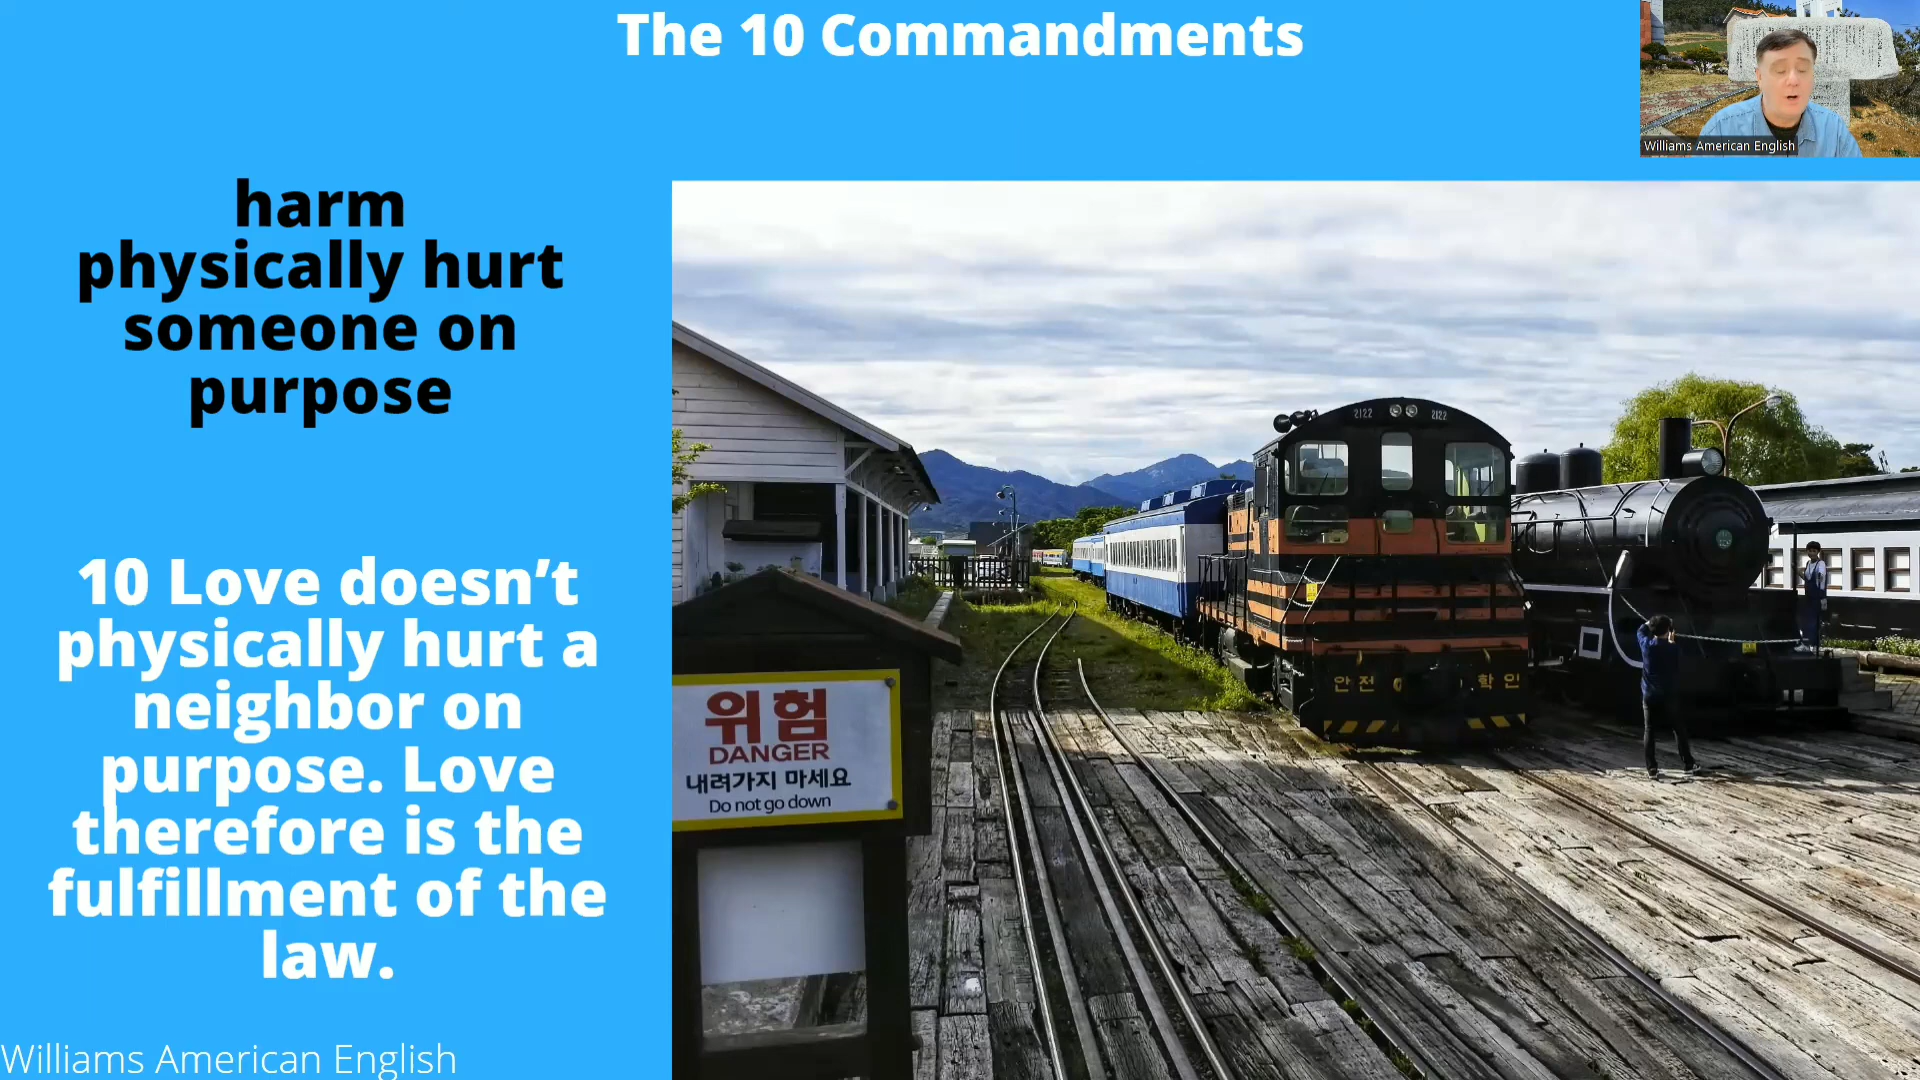 The 10 Commandments
Williams American English
harm
physically hurt
someone on
purpose
10 Love doesn’t
physically hurt a
neighbor on
purpose. Love
therefore is the
fulfillment of the
law.
2122 2122
안전 확인
위험
DANGER
내려가지 마세요
Do not go down
Williams American English